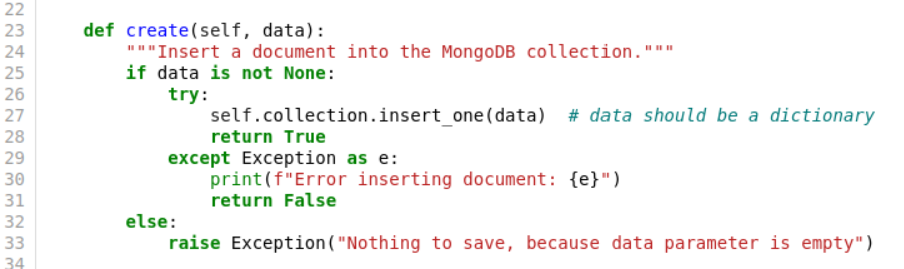 22
23     def create(self, data):
24         """Insert a document into the MongoDB collection."""
25         if data is not None:
26             try:
27                 self.collection.insert_one(data)  # data should be a dictionary
28                 return True
29             except Exception as e:
30                 print(f"Error inserting document: {e}")
31                 return False
32         else:
33             raise Exception("Nothing to save, because data parameter is empty")
34